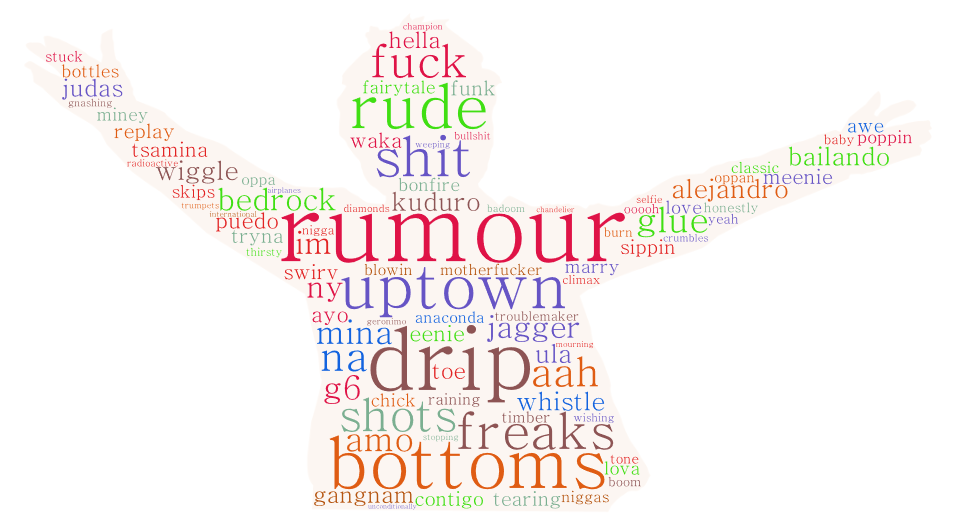 champion
hella
fuck
stuck
bottles
fairytale funk
judas
rude
gnashing
miney
awe
replay
waka weeping bullshit
baby poppin
tsamina
shit
bailando
radioactive
classic
wiggle
oppa
bonfire
oppan meenie
skips airplanes
alejandro
bedrock
kuduro
selfie
trumpets
diamonds
badoom chandelier
ooooh love honestly
international
puedo
rumour
glue yeah
tryna
nigga
burn
crumbles
thirsty
im
sippin
swiry blowin motherfucker marry
ny uptown climax
ayo geronimo anaconda troublemaker
mina eenie jagger
mourning
na drip ula
toe aah
g6 chick raining whistle
shots timber wishing
freaks
amo stopping
bottoms tone
lova
boom
gangnam contigo tearing niggas
unconditionally